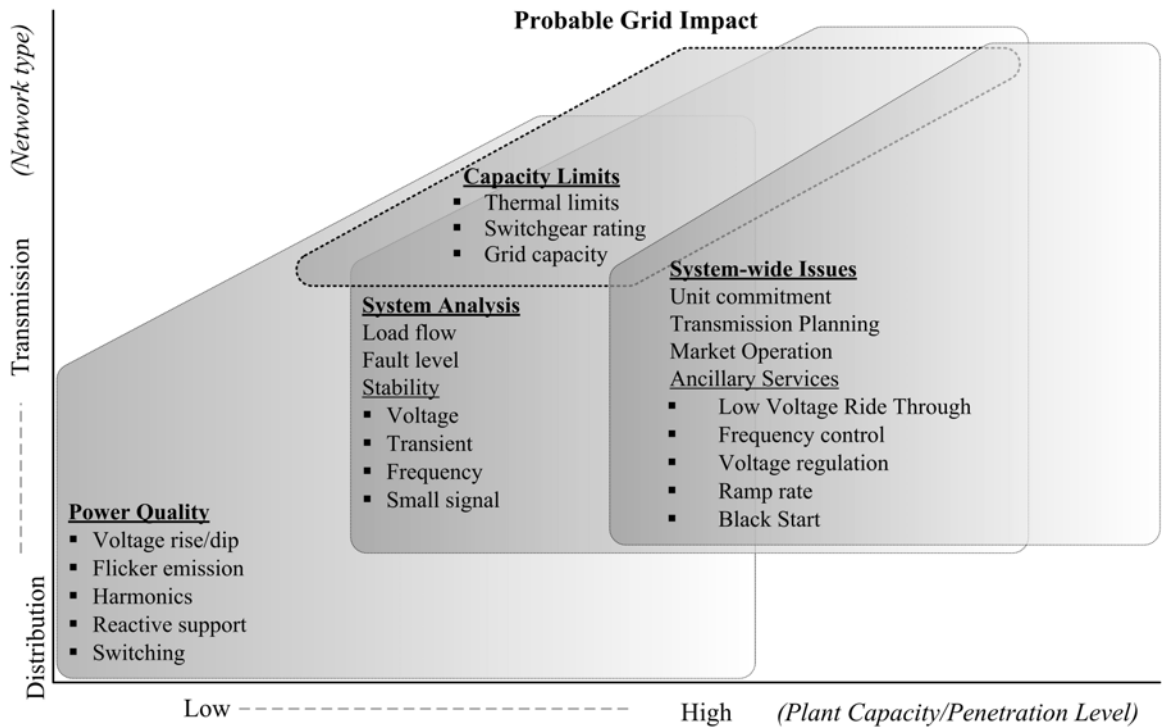 Probable Grid Impact
(Network type)
Transmission
Distribution
Capacity Limits
▪ Thermal limits
▪ Switchgear rating
▪ Grid capacity
System Analysis
Load flow
Fault level
Stability
▪ Voltage
▪ Transient
▪ Frequency
▪ Small signal
System-wide Issues
Unit commitment
Transmission Planning
Market Operation
Ancillary Services
▪ Low Voltage Ride Through
▪ Frequency control
▪ Voltage regulation
▪ Ramp rate
▪ Black Start
Power Quality
▪ Voltage rise/dip
▪ Flicker emission
▪ Harmonics
▪ Reactive support
▪ Switching
Low
High
(Plant Capacity/Penetration Level)